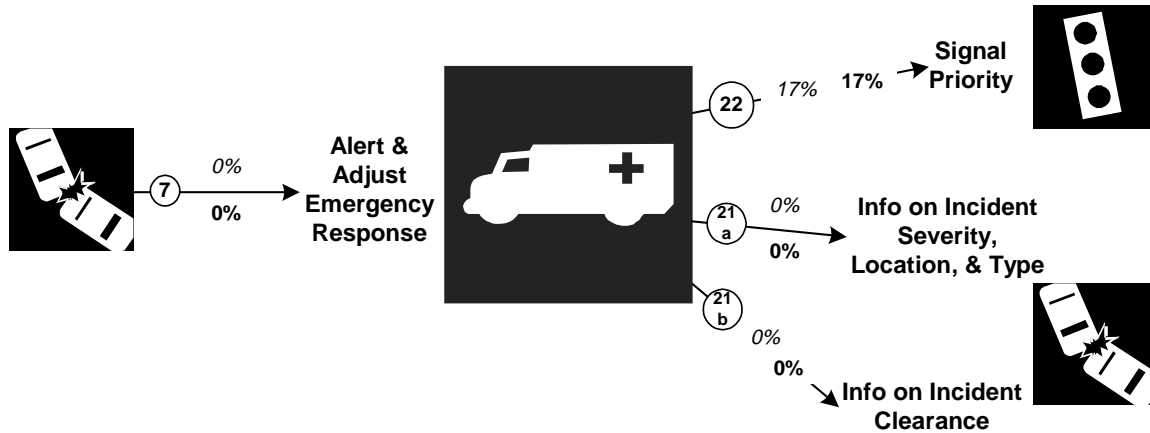 7
0%
0%
Alert &
Adjust
Emergency
Response
22
17%
17%
Signal
Priority
21
a
0%
0%
Info on Incident
Severity,
Location, & Type
21
b
0%
0%
Info on Incident
Clearance